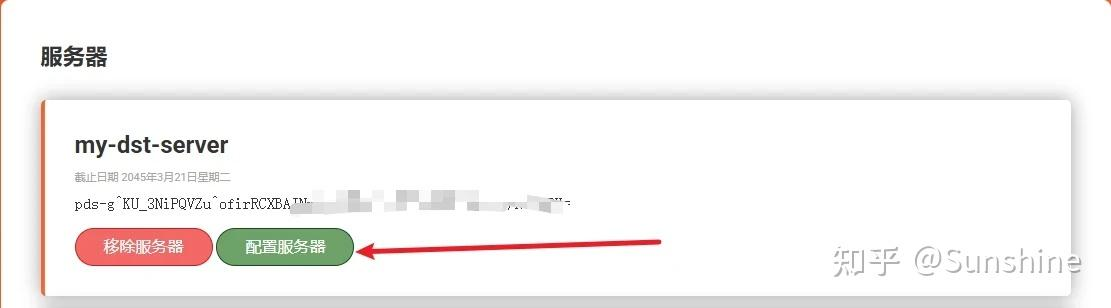 服务器
my-dst-server
截止日期 2045年3月21日星期二
pds-g^KU_3NiPQVZu^ofirRCXBA
移除服务器 配置服务器
知乎 @Sunshine